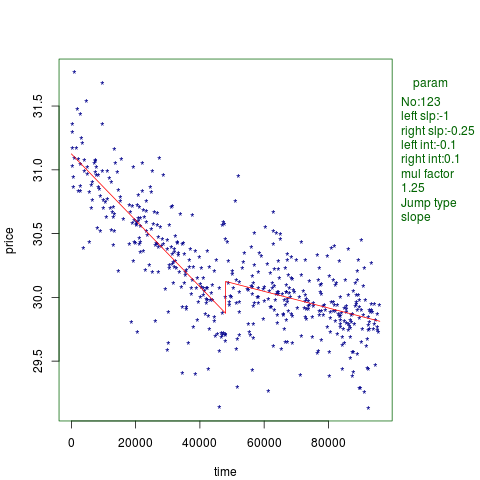 param
No:123
left slp:-1
right slp:-0.25
left int:-0.1
right int:0.1
mul factor
1.25
Jump type
slope
price
31.5
31.0
30.5
30.0
29.5
0 20000 40000 60000 80000
time